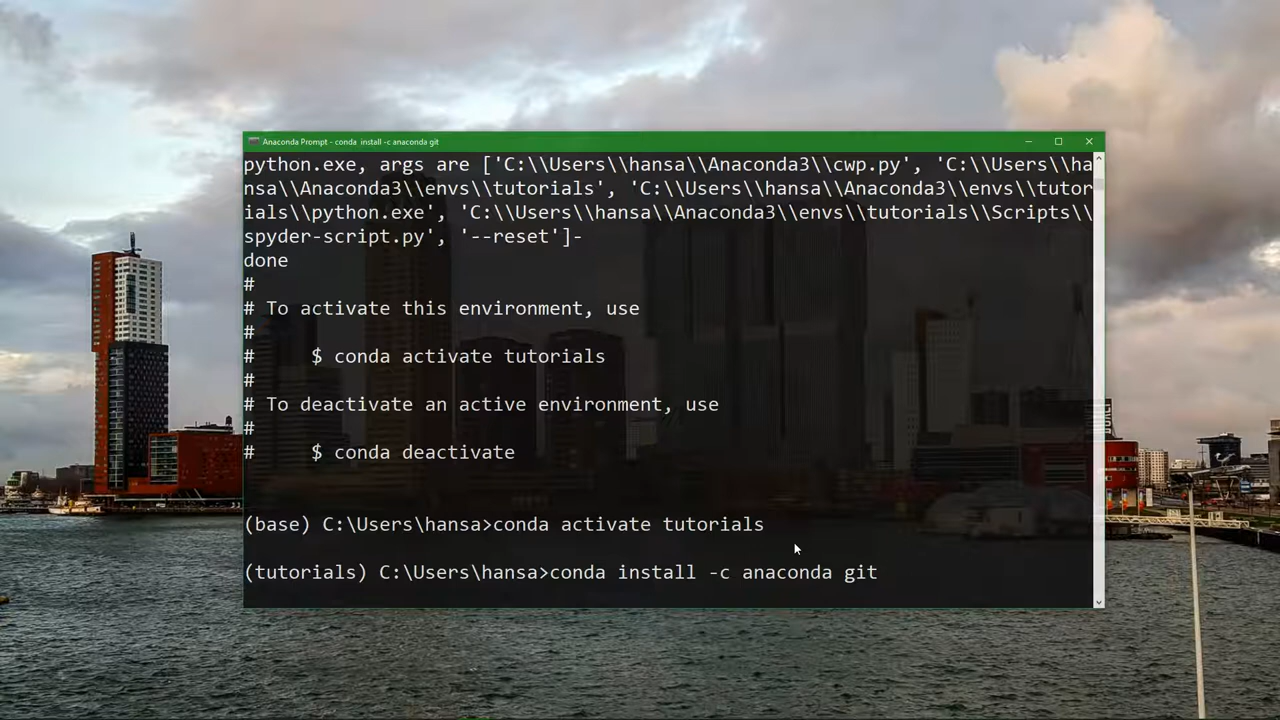 Anaconda Prompt - conda  install -c anaconda git
python.exe, args are ['C:\\Users\\hansa\\Anaconda3\\cwp.py', 'C:\\Users\\ha
nsa\\Anaconda3\\envs\\tutorials', 'C:\\Users\\hansa\\Anaconda3\\envs\\tutor
ials\\python.exe', 'C:\\Users\\hansa\\Anaconda3\\envs\\tutorials\\Scripts\\
spyder-script.py', '--reset']-
done
#
# To activate this environment, use
#
#     $ conda activate tutorials
#
# To deactivate an active environment, use
#
#     $ conda deactivate
(base) C:\Users\hansa>conda activate tutorials
(tutorials) C:\Users\hansa>conda install -c anaconda git